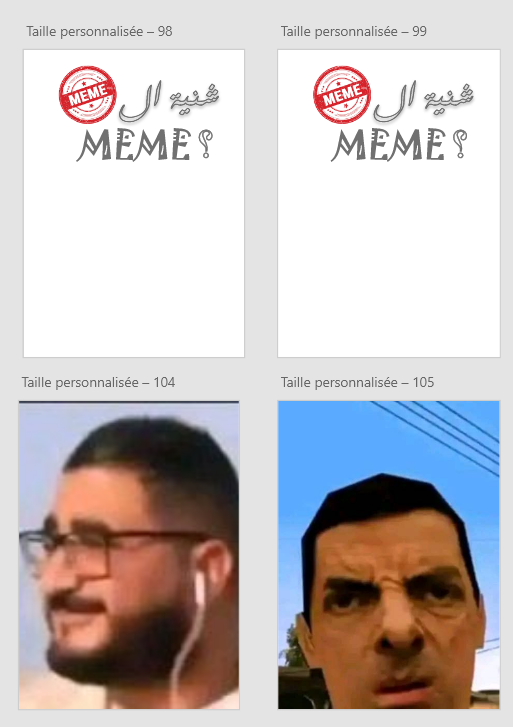 Taille personnalisée – 98
Taille personnalisée – 99
MEME شنية ال
MEME؟
MEME شنية ال
MEME؟
Taille personnalisée – 104
Taille personnalisée – 105